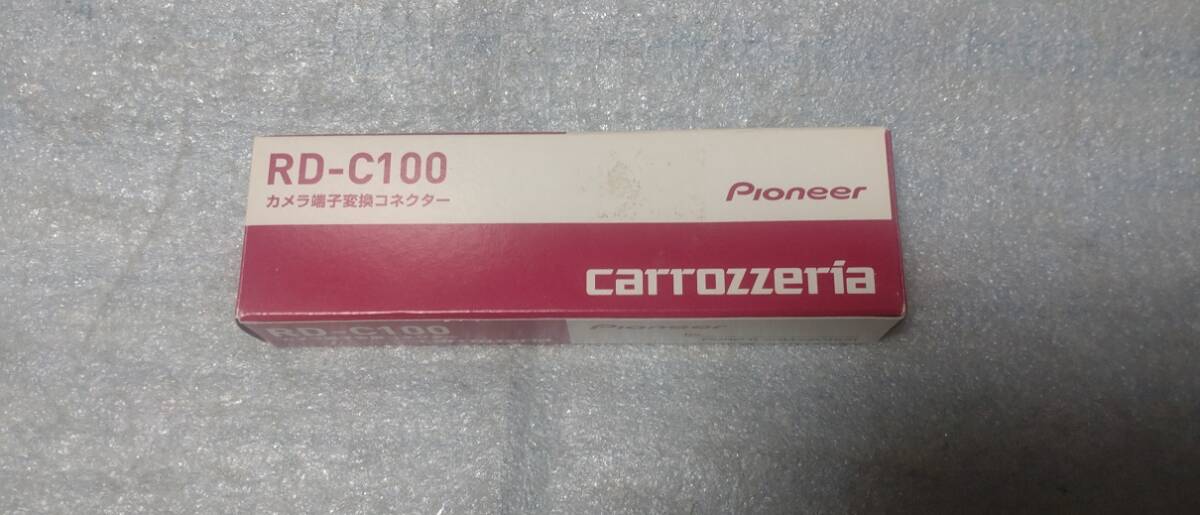 RD-C100
カメラ端子変換コネクター
Pioneer
carrozzeria
RD-C100
Pioneer